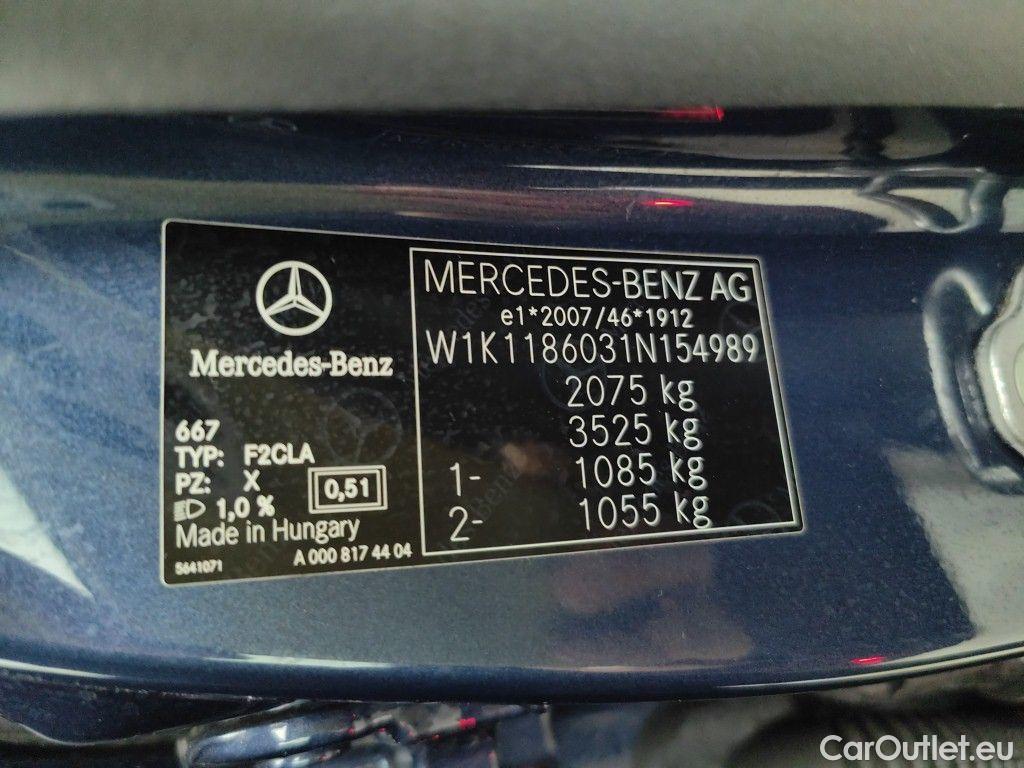 Mercedes-Benz
667
TYP: F2CLA
PZ: X
0,51
1,0 %
Made in Hungary
5641071
A 000 817 44 04
MERCEDES-BENZ AG
e1*2007/46*1912
W1K1186031N154989
2075 kg
3525 kg
1- 1085 kg
2- 1055 kg
CarOutlet.eu